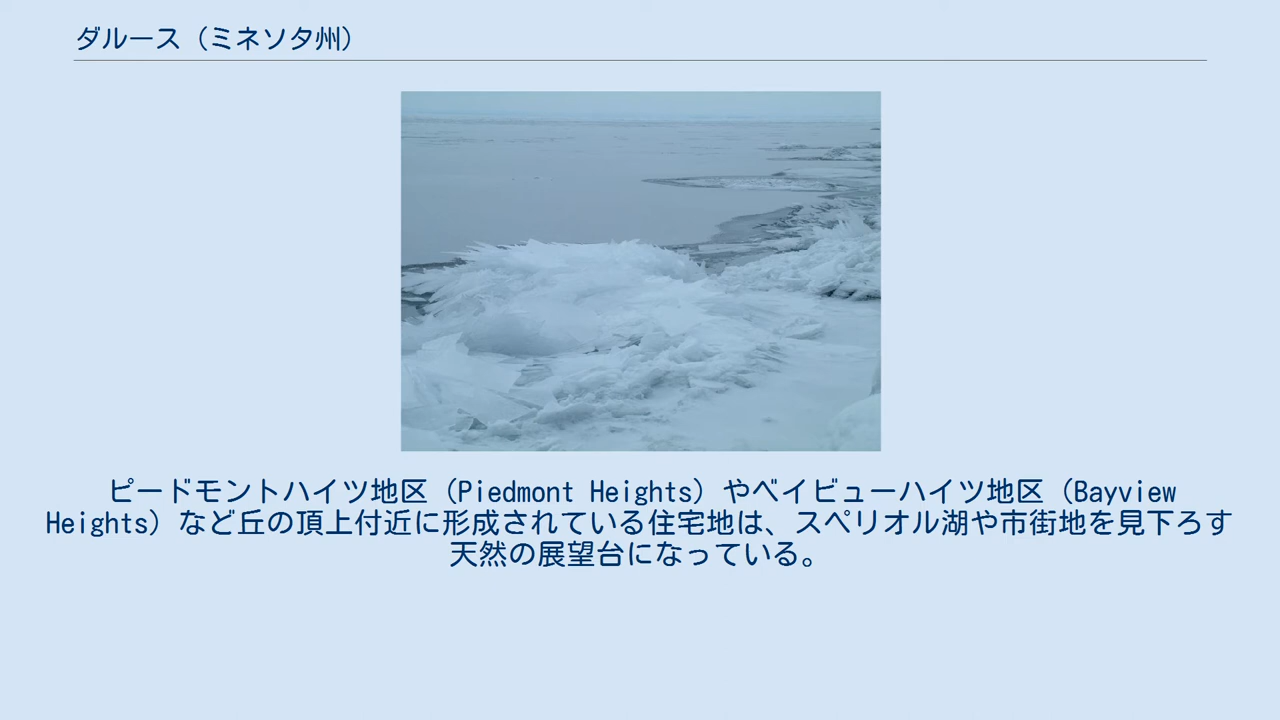 ダルース（ミネソタ州）
ピードモントハイツ地区（Piedmont Heights）やベイビューハイツ地区（Bayview
Heights）など丘の頂上付近に形成されている住宅地は、スペリオル湖や市街地を見下ろす
天然の展望台になっている。